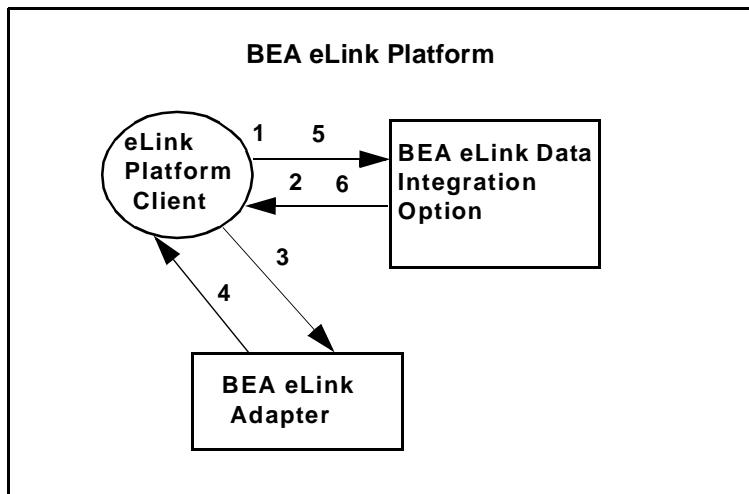 BEA eLink Platform
eLink
Platform
Client
1 5
2 6
BEA eLink Data
Integration
Option
3
4
BEA eLink
Adapter